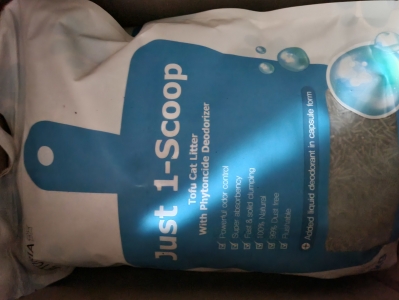 Just 1-Scoop
Tofu Cat Litter
With Phytoncide Deodorizer
Powerful odor control
Super absorbency
Fast & solid clumping
100% Natural
99% Dust free
Flushable
Added liquid deodorant in capsule form